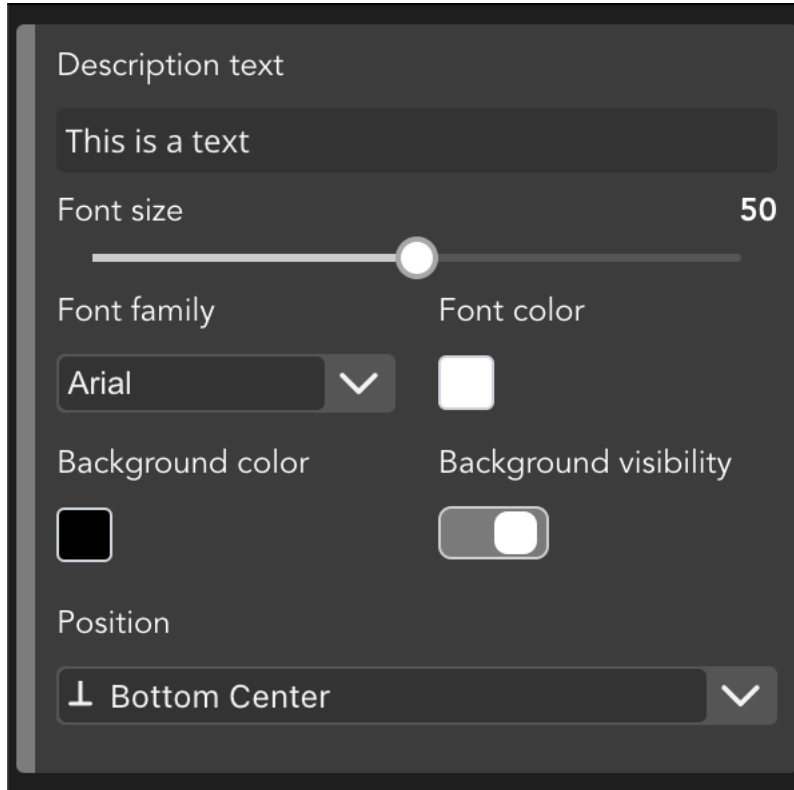 Description text
This is a text
Font size 50
Font family Font color
Arial
Background color Background visibility
Position
Bottom Center